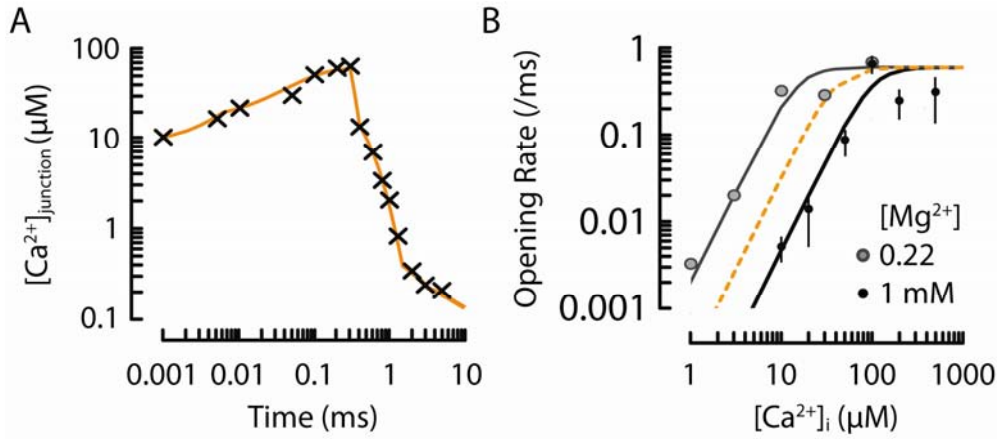 A
[Ca²⁺]junction (μM)
100
10
1
0.1
0.001
0.01
0.1
1
10
Time (ms)
B
Opening Rate (/ms)
1
0.1
0.01
0.001
[Mg²⁺]
0.22
1 mM
1
10
100
1000
[Ca²⁺]i (μM)